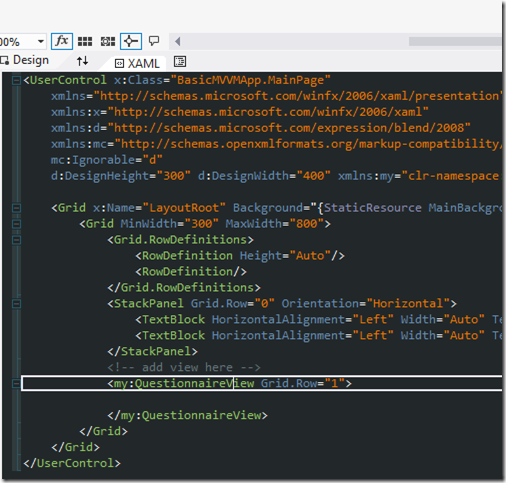 00%
fx
Design
XAML
<UserControl x:Class="BasicMVVMApp.MainPage"
xmlns="http://schemas.microsoft.com/winfx/2006/xaml/presentation"
xmlns:x="http://schemas.microsoft.com/winfx/2006/xaml"
xmlns:d="http://schemas.microsoft.com/expression/blend/2008"
xmlns:mc="http://schemas.openxmlformats.org/markup-compatibility/
mc:Ignorable="d"
d:DesignHeight="300" d:DesignWidth="400" xmlns:my="clr-namespace
<Grid x:Name="LayoutRoot" Background="{StaticResource MainBackgro
<Grid MinWidth="300" MaxWidth="800">
<Grid.RowDefinitions>
<RowDefinition Height="Auto"/>
<RowDefinition/>
</Grid.RowDefinitions>
<StackPanel Grid.Row="0" Orientation="Horizontal">
<TextBlock HorizontalAlignment="Left" Width="Auto" Te
<TextBlock HorizontalAlignment="Left" Width="Auto" Te
</StackPanel>
<!-- add view here -->
<my:QuestionnaireView Grid.Row="1">
</my:QuestionnaireView>
</Grid>
</Grid>
</UserControl>